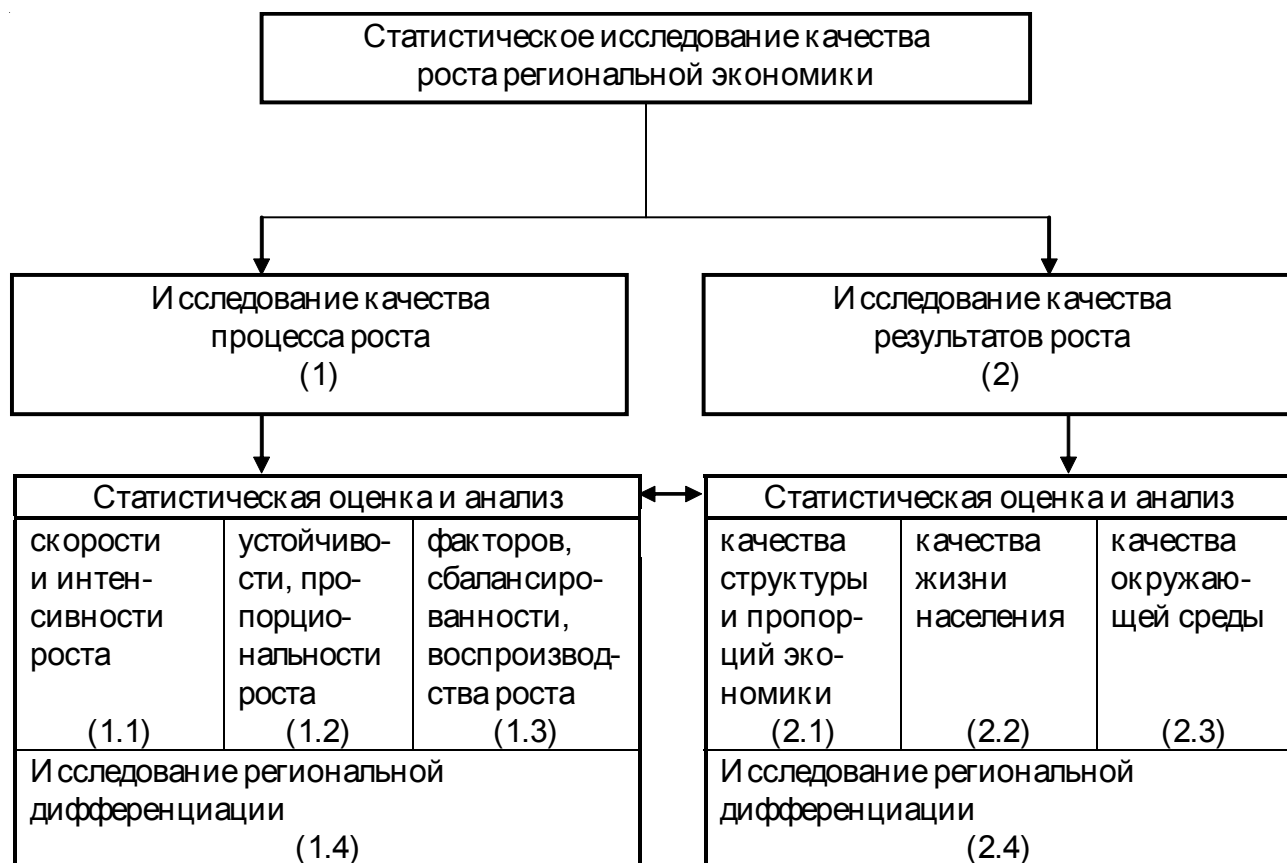 Статистическое исследование качества
роста региональной экономики
Исследование качества
процесса роста
(1)
Исследование качества
результатов роста
(2)
Статистическая оценка и анализ
скорости
и интен-
сивности
роста
(1.1)
устойчиво-
сти, про-
порцио-
нальности
роста
(1.2)
факторов,
сбалансиро-
ванности,
воспроизвод-
ства роста
(1.3)
Исследование региональной
дифференциации
(1.4)
Статистическая оценка и анализ
качества
структуры
и пропор-
ций эко-
номики
(2.1)
качества
жизни
населения
(2.2)
качества
окружаю-
щей среды
(2.3)
Исследование региональной
дифференциации
(2.4)